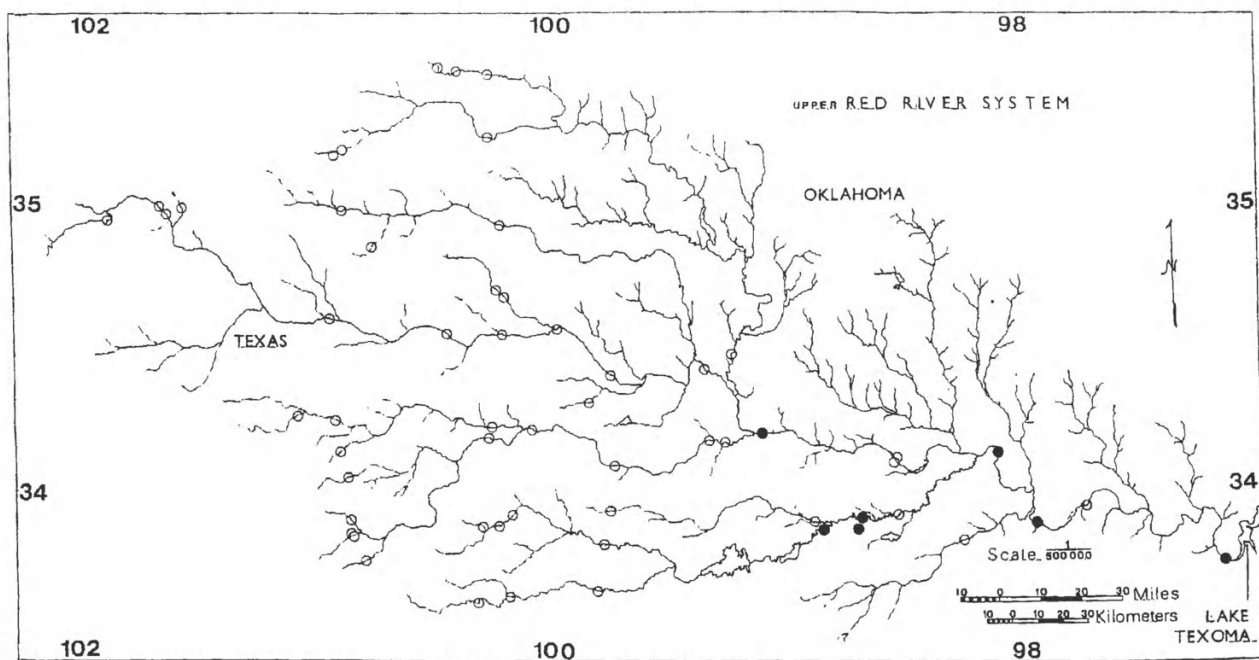 102 100 98
UPPER RED RIVER SYSTEM
OKLAHOMA
35 35
N
TEXAS
34 34
Scale 1/500000
10 0 10 20 30 Miles
10 0 10 20 30 Kilometers
LAKE
TEXOMA
102 100 98